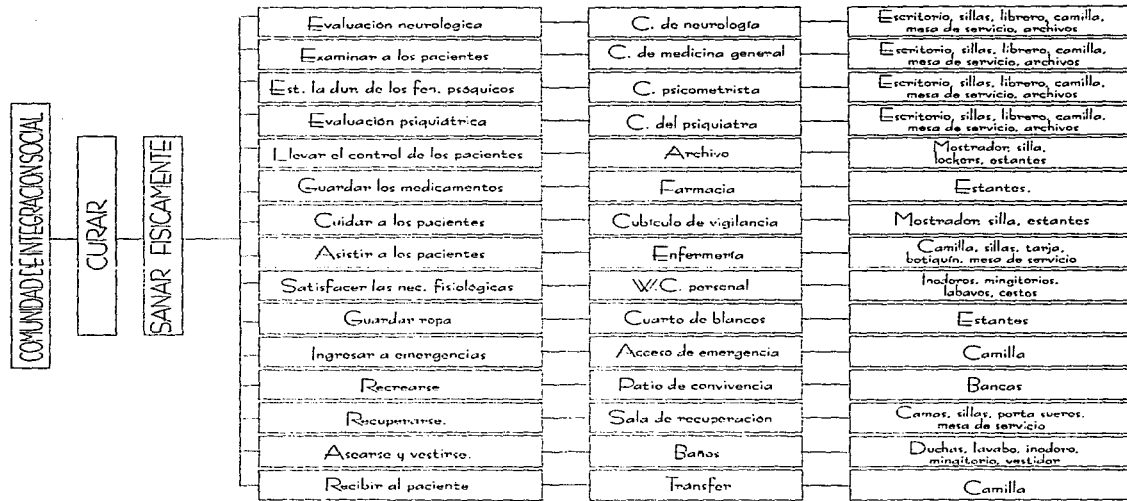 COMUNIDAD DE INTEGRACION SOCIAL
CURAR
SANAR FISICAMENTE
Evaluación neurologica
C. de neurología
Escritorio, sillas, librero, camilla,
mesa de servicio, archivos
Examinar a los pacientes
C. de medicina general
Escritorio, sillas, librero, camilla,
mesa de servicio, archivos
Est. la dun. de los fen. psóquicos
C. psicometrista
Escritorio, sillas, librero, camilla,
mesa de servicio, archivos
Evaluación psiquiátrica
C. del psiquiatra
Escritorio, sillas, librero, camilla,
mesa de servicio, archivos
Llevar el control de los pacientes
Archivo
Mostrador, silla,
lockers, estantes
Guardar los medicamentos
Farmacia
Estantes.
Cuidar a los pacientes
Cubículo de vigilancia
Mostrador, silla, estantes
Asistir a los pacientes
Enfermería
Camilla, sillas, tarja,
botiquín, mesa de servicio
Satisfacer las nec. fisiológicas
W.C. personal
Inodoros, mingitorios,
labavos, cestos
Guardar ropa
Cuarto de blancos
Estantes
Ingresar a emergencias
Acceso de emergencia
Camilla
Recrearse
Patio de convivencia
Bancas
Recuperarse.
Sala de recuperación
Camas, sillas, porta sueros,
mesa de servicio
Asearse y vestirse.
Baños
Duchas, lavabo, inodoro,
mingitorio, vestidor
Recibir al paciente
Transfer
Camilla